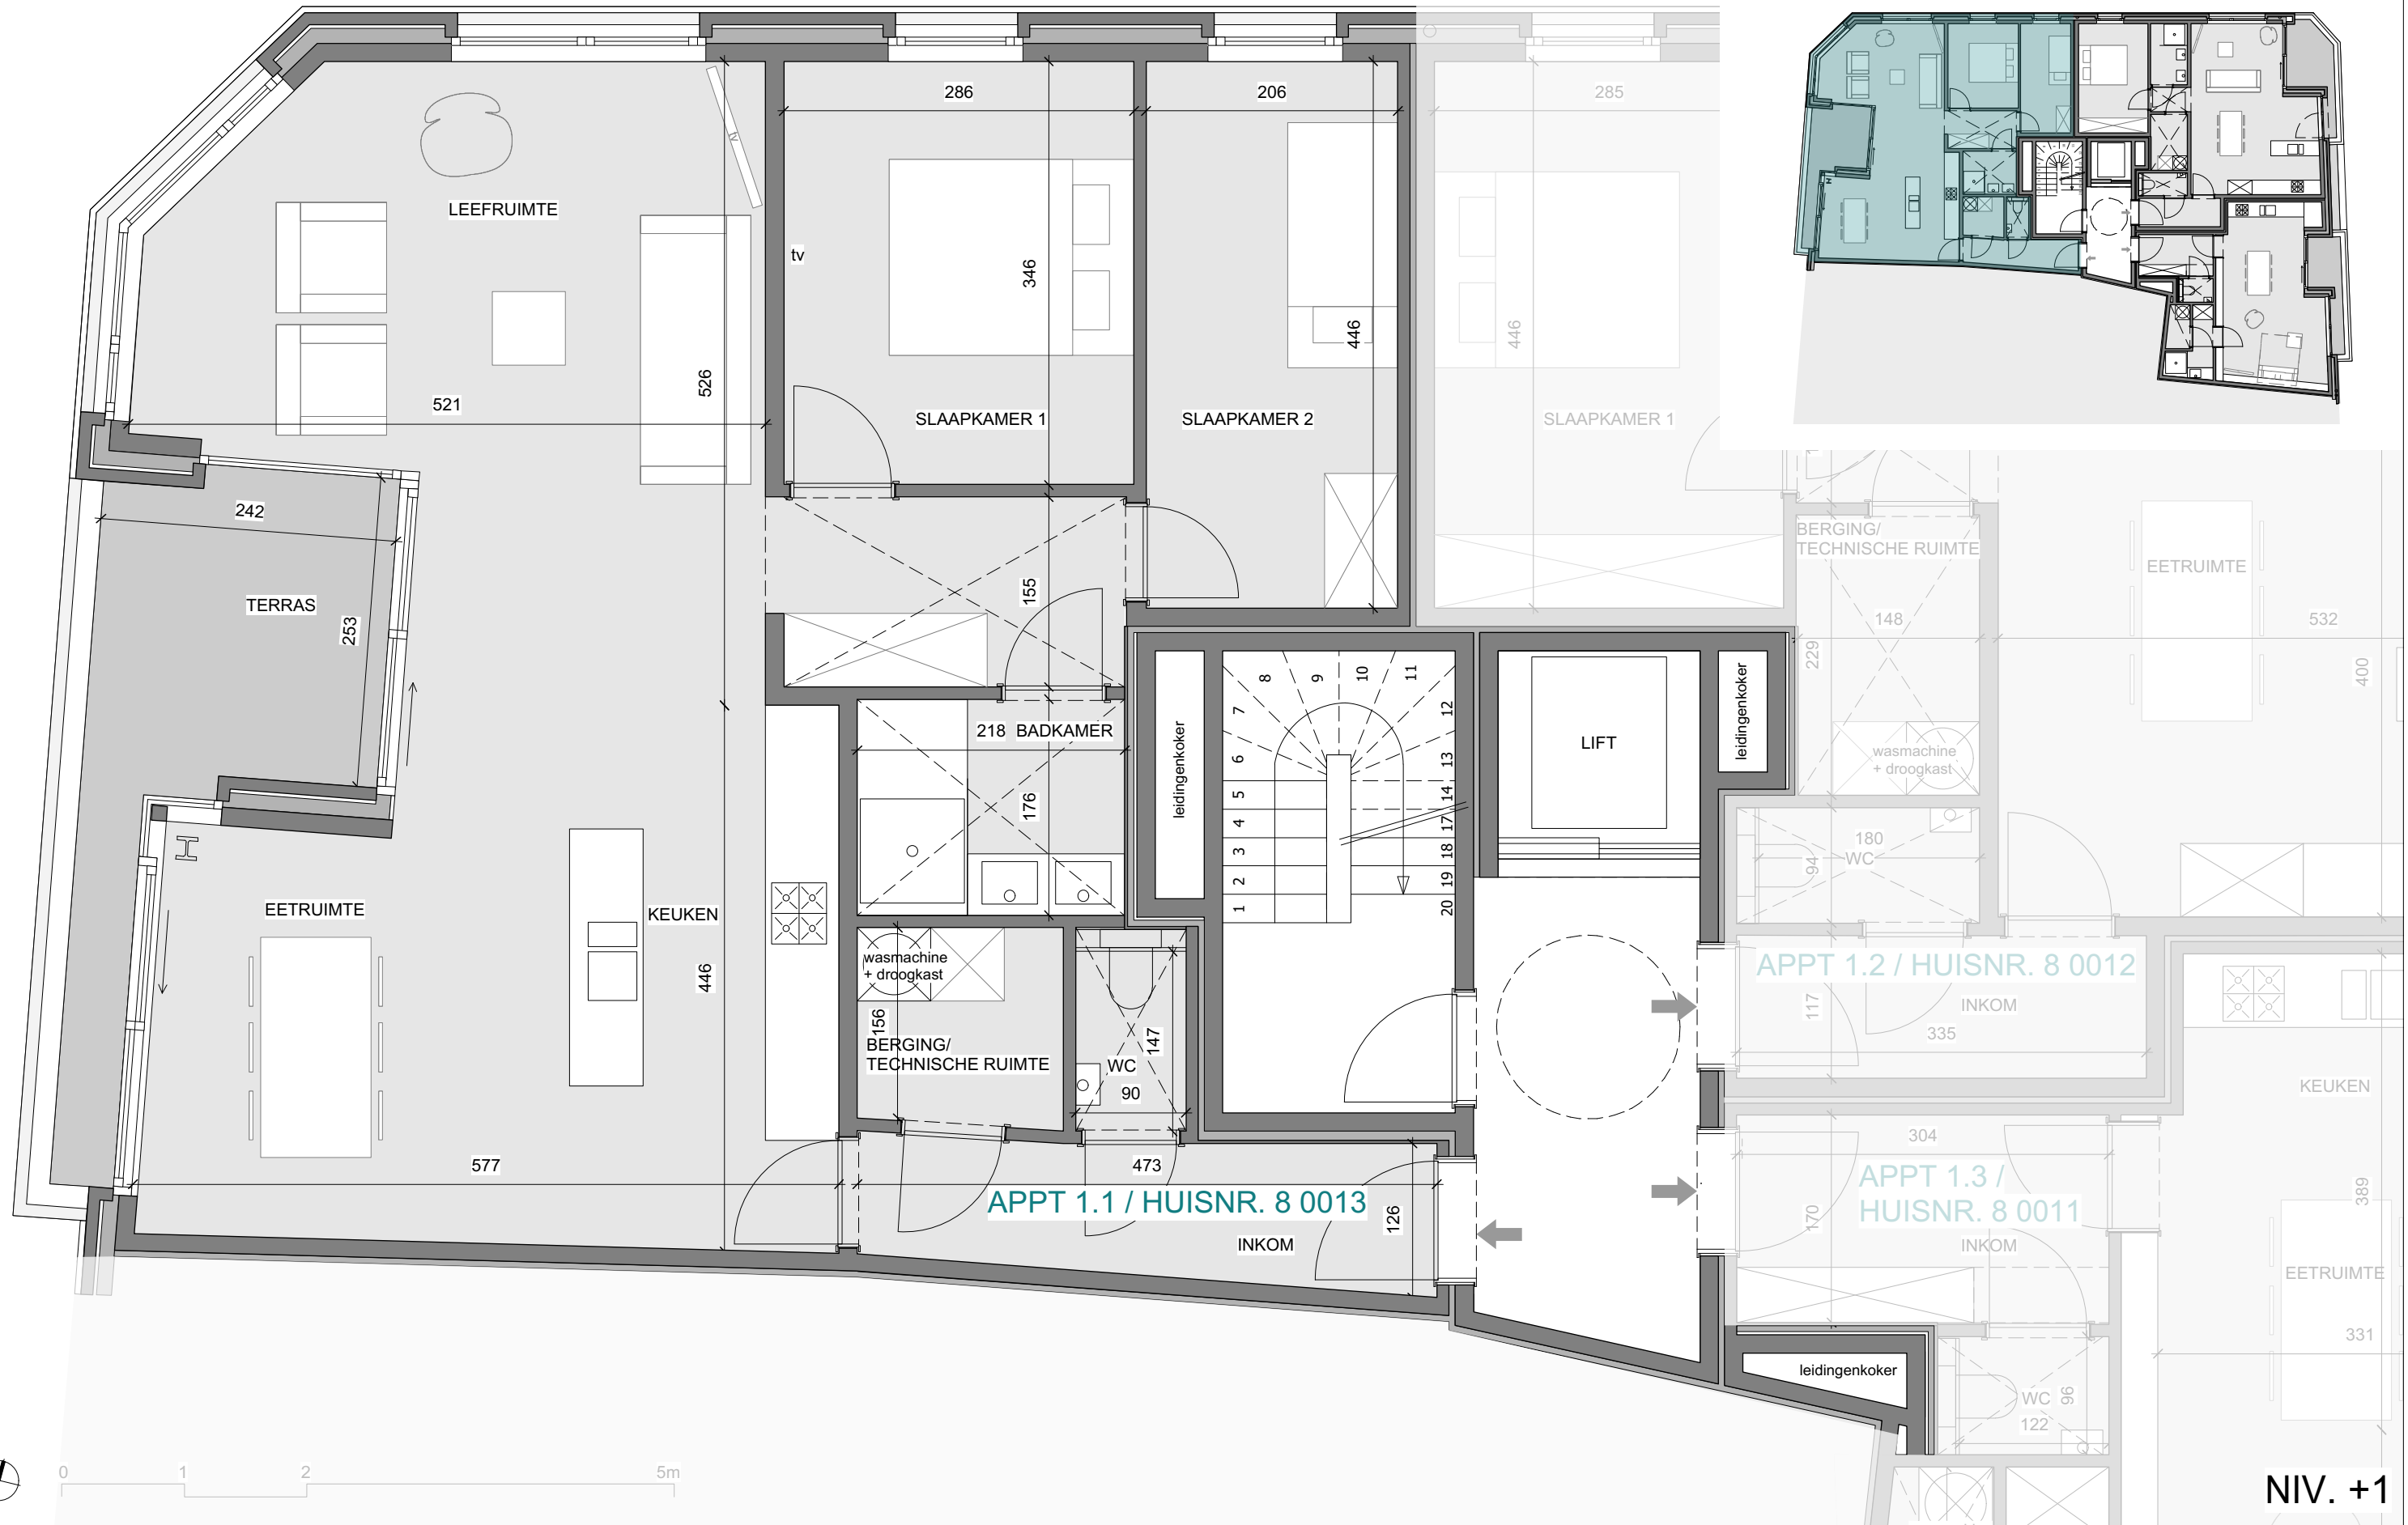 286
206
285
tv
LEEFRUIMTE
tv
346
446
446
526
521
SLAAPKAMER 1
SLAAPKAMER 2
SLAAPKAMER 1
242
TERRAS
253
155
BERGING/
TECHNISCHE RUIMTE
EETRUIMTE
148
532
229
400
218 BADKAMER
176
leidingenkoker
1
2
3
4
5
6
7
8
9
10
11
12
13
14
17
18
19
20
LIFT
leidingenkoker
wasmachine
+ droogkast
180
WC
94
EETRUIMTE
KEUKEN
446
wasmachine
+ droogkast
156
BERGING/
TECHNISCHE RUIMTE
147
WC
90
APPT 1.2 / HUISNR. 8 0012
117
INKOM
335
KEUKEN
577
473
APPT 1.1 / HUISNR. 8 0013
126
INKOM
304
APPT 1.3 /
HUISNR. 8 0011
170
INKOM
389
EETRUIMTE
331
leidingenkoker
WC
96
122
0
1
2
5m
NIV. +1